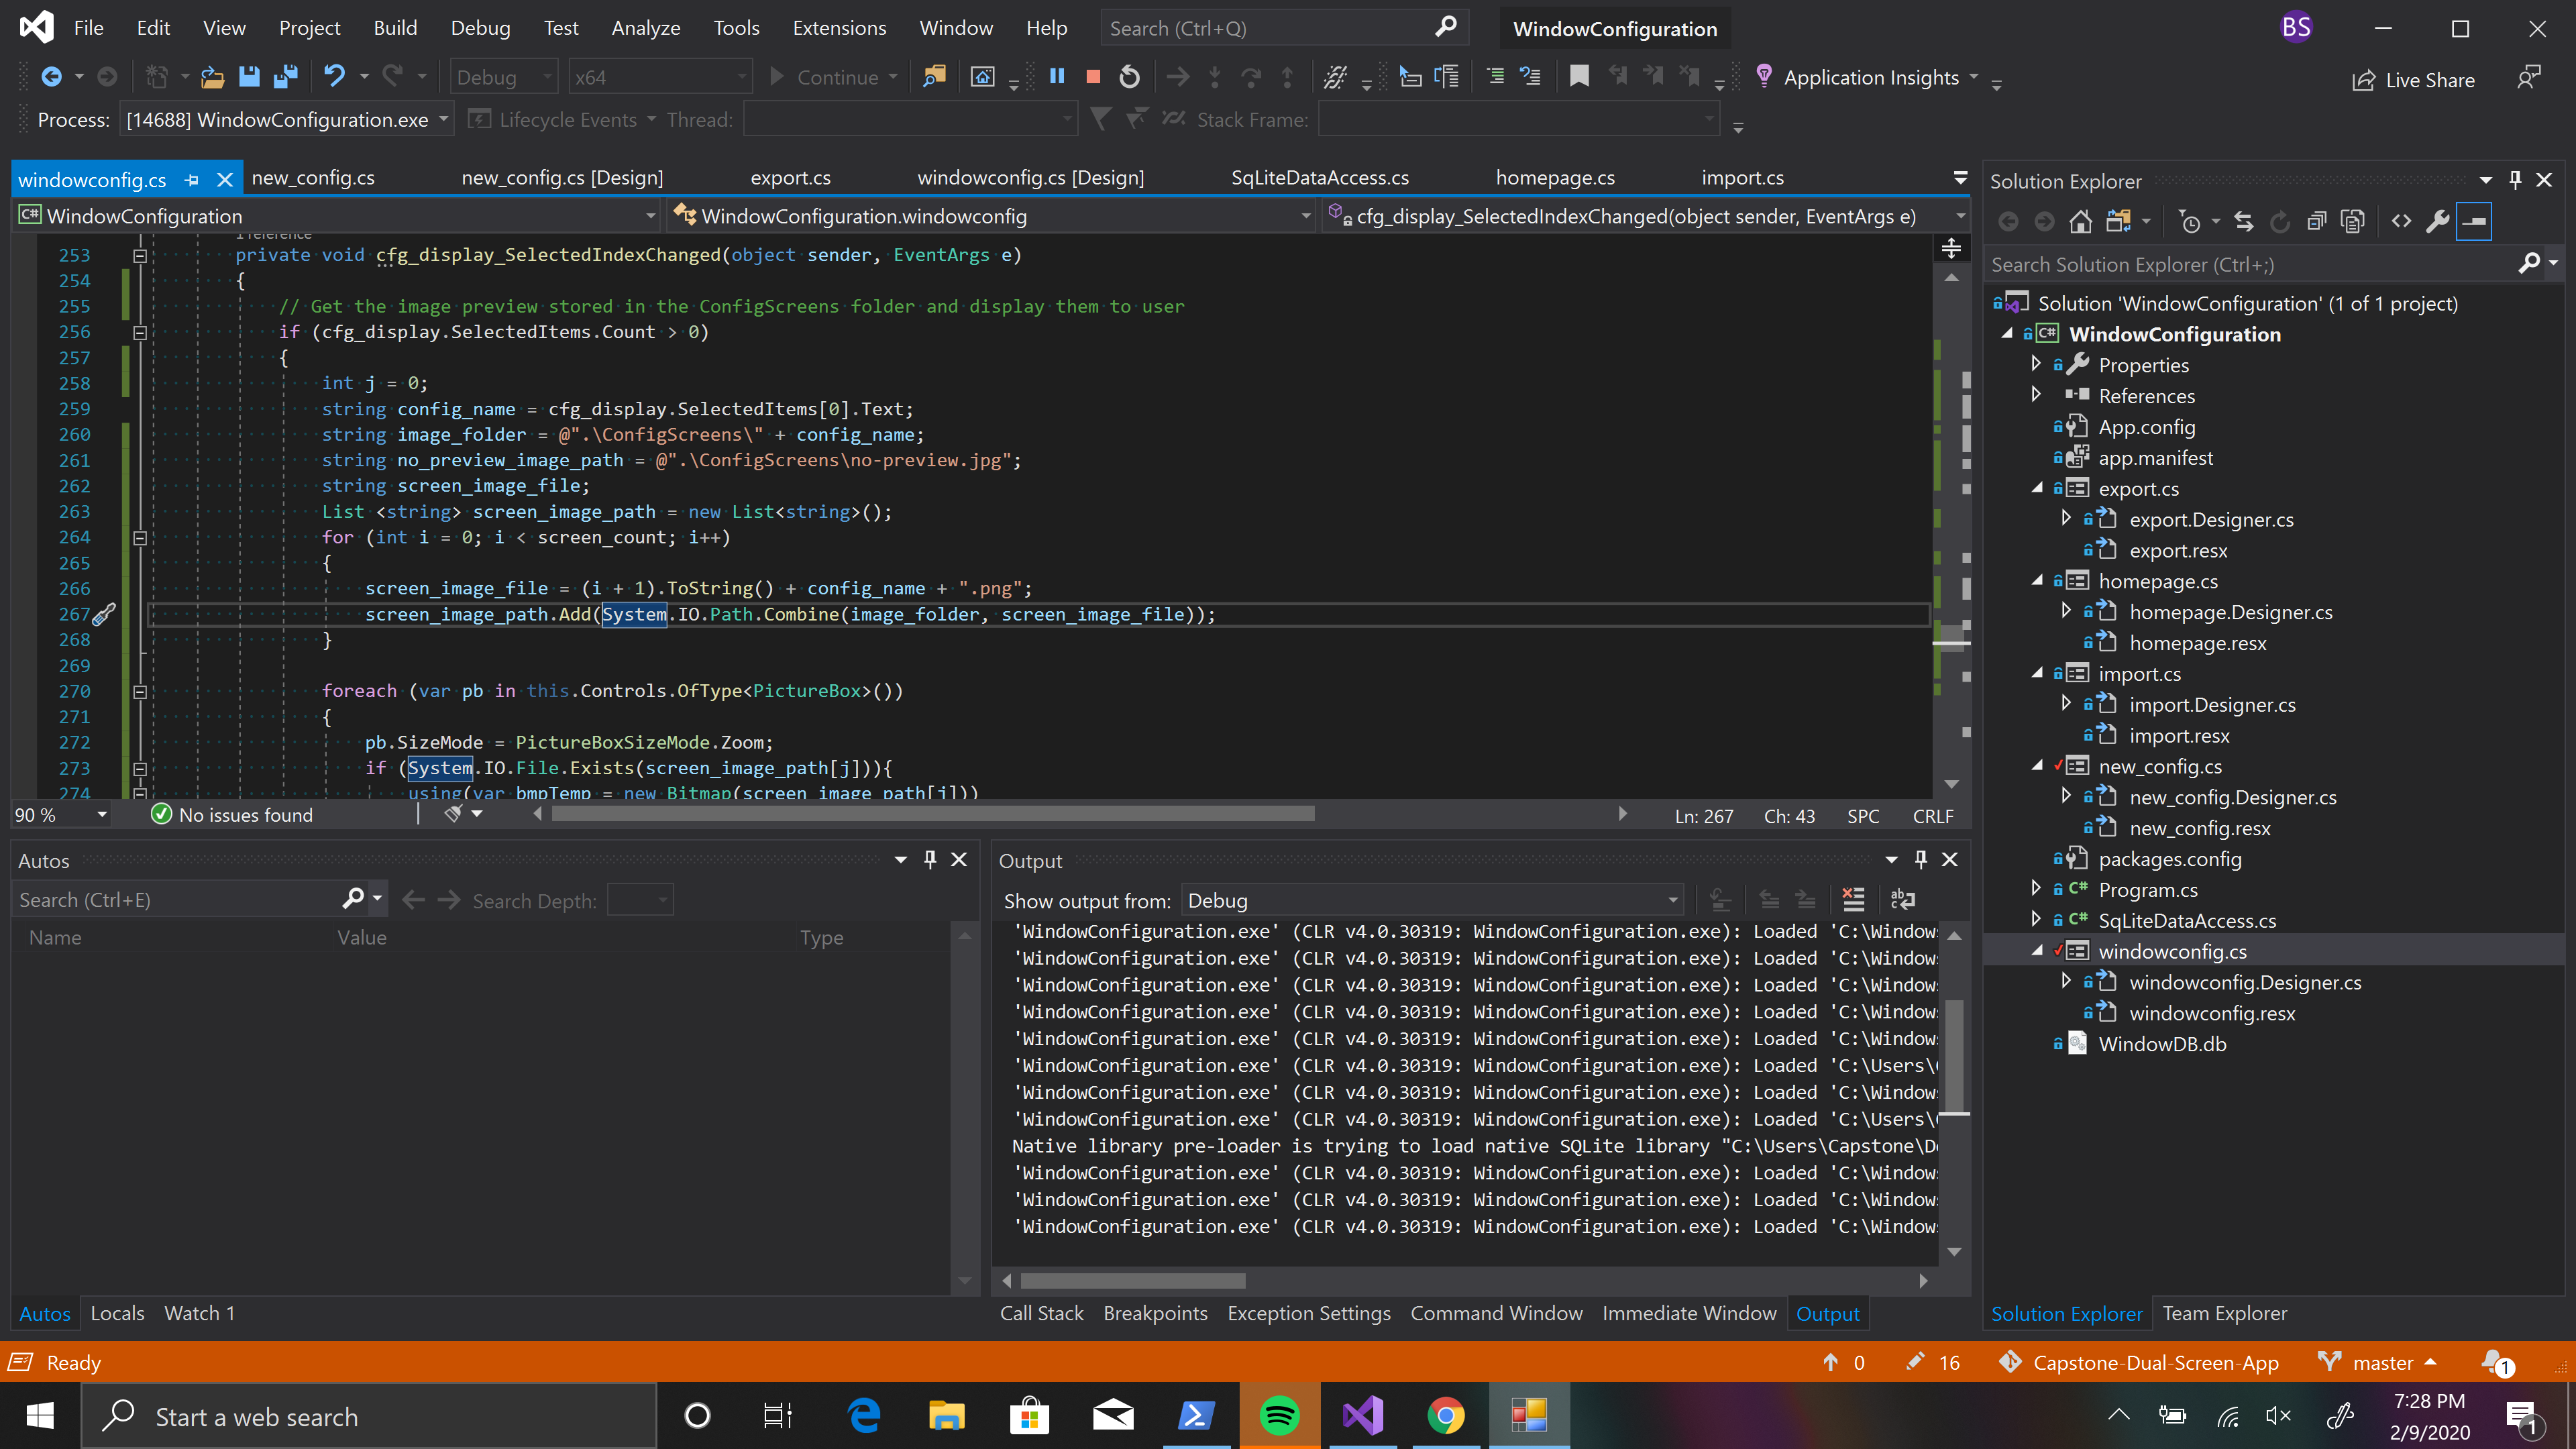 File Edit View Project Build Debug Test Analyze Tools Extensions Window Help Search (Ctrl+Q) WindowConfiguration BS
Debug x64 Continue Application Insights Live Share
Process: [14688] WindowConfiguration.exe Lifecycle Events Thread: Stack Frame:
windowconfig.cs new_config.cs new_config.cs [Design] export.cs windowconfig.cs [Design] SqLiteDataAccess.cs homepage.cs import.cs
WindowConfiguration WindowConfiguration.windowconfig cfg_display_SelectedIndexChanged(object sender, EventArgs e)
1 reference
253 private void cfg_display_SelectedIndexChanged(object sender, EventArgs e)
254 {
255 // Get the image preview stored in the ConfigScreens folder and display them to user
256 if (cfg_display.SelectedItems.Count > 0)
257 {
258 int j = 0;
259 string config_name = cfg_display.SelectedItems[0].Text;
260 string image_folder = @".\ConfigScreens\" + config_name;
261 string no_preview_image_path = @".\ConfigScreens\no-preview.jpg";
262 string screen_image_file;
263 List <string> screen_image_path = new List<string>();
264 for (int i = 0; i < screen_count; i++)
265 {
266 screen_image_file = (i + 1).ToString() + config_name + ".png";
267 screen_image_path.Add(System.IO.Path.Combine(image_folder, screen_image_file));
268 }
269
270 foreach (var pb in this.Controls.OfType<PictureBox>())
271 {
272 pb.SizeMode = PictureBoxSizeMode.Zoom;
273 if (System.IO.File.Exists(screen_image_path[j])){
274 using(var bmpTemp = new Bitmap(screen_image_path[j]))
90 % No issues found Ln: 267 Ch: 43 SPC CRLF
Autos
Search (Ctrl+E) Search Depth:
Name Value Type
Autos Locals Watch 1
Output
Show output from: Debug
'WindowConfiguration.exe' (CLR v4.0.30319: WindowConfiguration.exe): Loaded 'C:\Windows
'WindowConfiguration.exe' (CLR v4.0.30319: WindowConfiguration.exe): Loaded 'C:\Windows
'WindowConfiguration.exe' (CLR v4.0.30319: WindowConfiguration.exe): Loaded 'C:\Windows
'WindowConfiguration.exe' (CLR v4.0.30319: WindowConfiguration.exe): Loaded 'C:\Windows
'WindowConfiguration.exe' (CLR v4.0.30319: WindowConfiguration.exe): Loaded 'C:\Windows
'WindowConfiguration.exe' (CLR v4.0.30319: WindowConfiguration.exe): Loaded 'C:\Users\
'WindowConfiguration.exe' (CLR v4.0.30319: WindowConfiguration.exe): Loaded 'C:\Windows
'WindowConfiguration.exe' (CLR v4.0.30319: WindowConfiguration.exe): Loaded 'C:\Users\
Native library pre-loader is trying to load native SQLite library "C:\Users\Capstone\
'WindowConfiguration.exe' (CLR v4.0.30319: WindowConfiguration.exe): Loaded 'C:\Windows
'WindowConfiguration.exe' (CLR v4.0.30319: WindowConfiguration.exe): Loaded 'C:\Windows
'WindowConfiguration.exe' (CLR v4.0.30319: WindowConfiguration.exe): Loaded 'C:\Windows
Call Stack Breakpoints Exception Settings Command Window Immediate Window Output
Solution Explorer
Search Solution Explorer (Ctrl+;)
Solution 'WindowConfiguration' (1 of 1 project)
WindowConfiguration
Properties
References
App.config
app.manifest
export.cs
export.Designer.cs
export.resx
homepage.cs
homepage.Designer.cs
homepage.resx
import.cs
import.Designer.cs
import.resx
new_config.cs
new_config.Designer.cs
new_config.resx
packages.config
Program.cs
SqLiteDataAccess.cs
windowconfig.cs
windowconfig.Designer.cs
windowconfig.resx
WindowDB.db
Solution Explorer Team Explorer
Ready 0 16 Capstone-Dual-Screen-App master 1
Start a web search
7:28 PM
2/9/2020
1